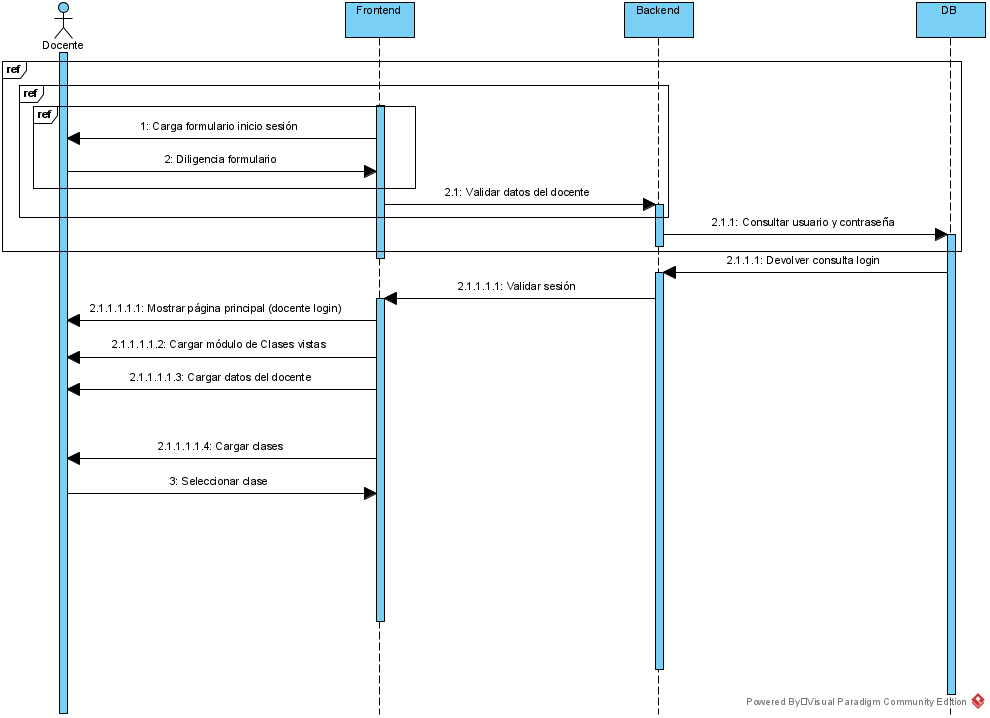 Docente
Frontend
Backend
DB
ref
ref
ref
1: Carga formulario inicio sesión
2: Diligencia formulario
2.1: Validar datos del docente
2.1.1: Consultar usuario y contraseña
2.1.1.1: Devolver consulta login
2.1.1.1.1: Validar sesión
2.1.1.1.1.1: Mostrar página principal (docente login)
2.1.1.1.1.2: Cargar módulo de Clases vistas
2.1.1.1.1.3: Cargar datos del docente
2.1.1.1.1.4: Cargar clases
3: Seleccionar clase
Powered By Visual Paradigm Community Edition